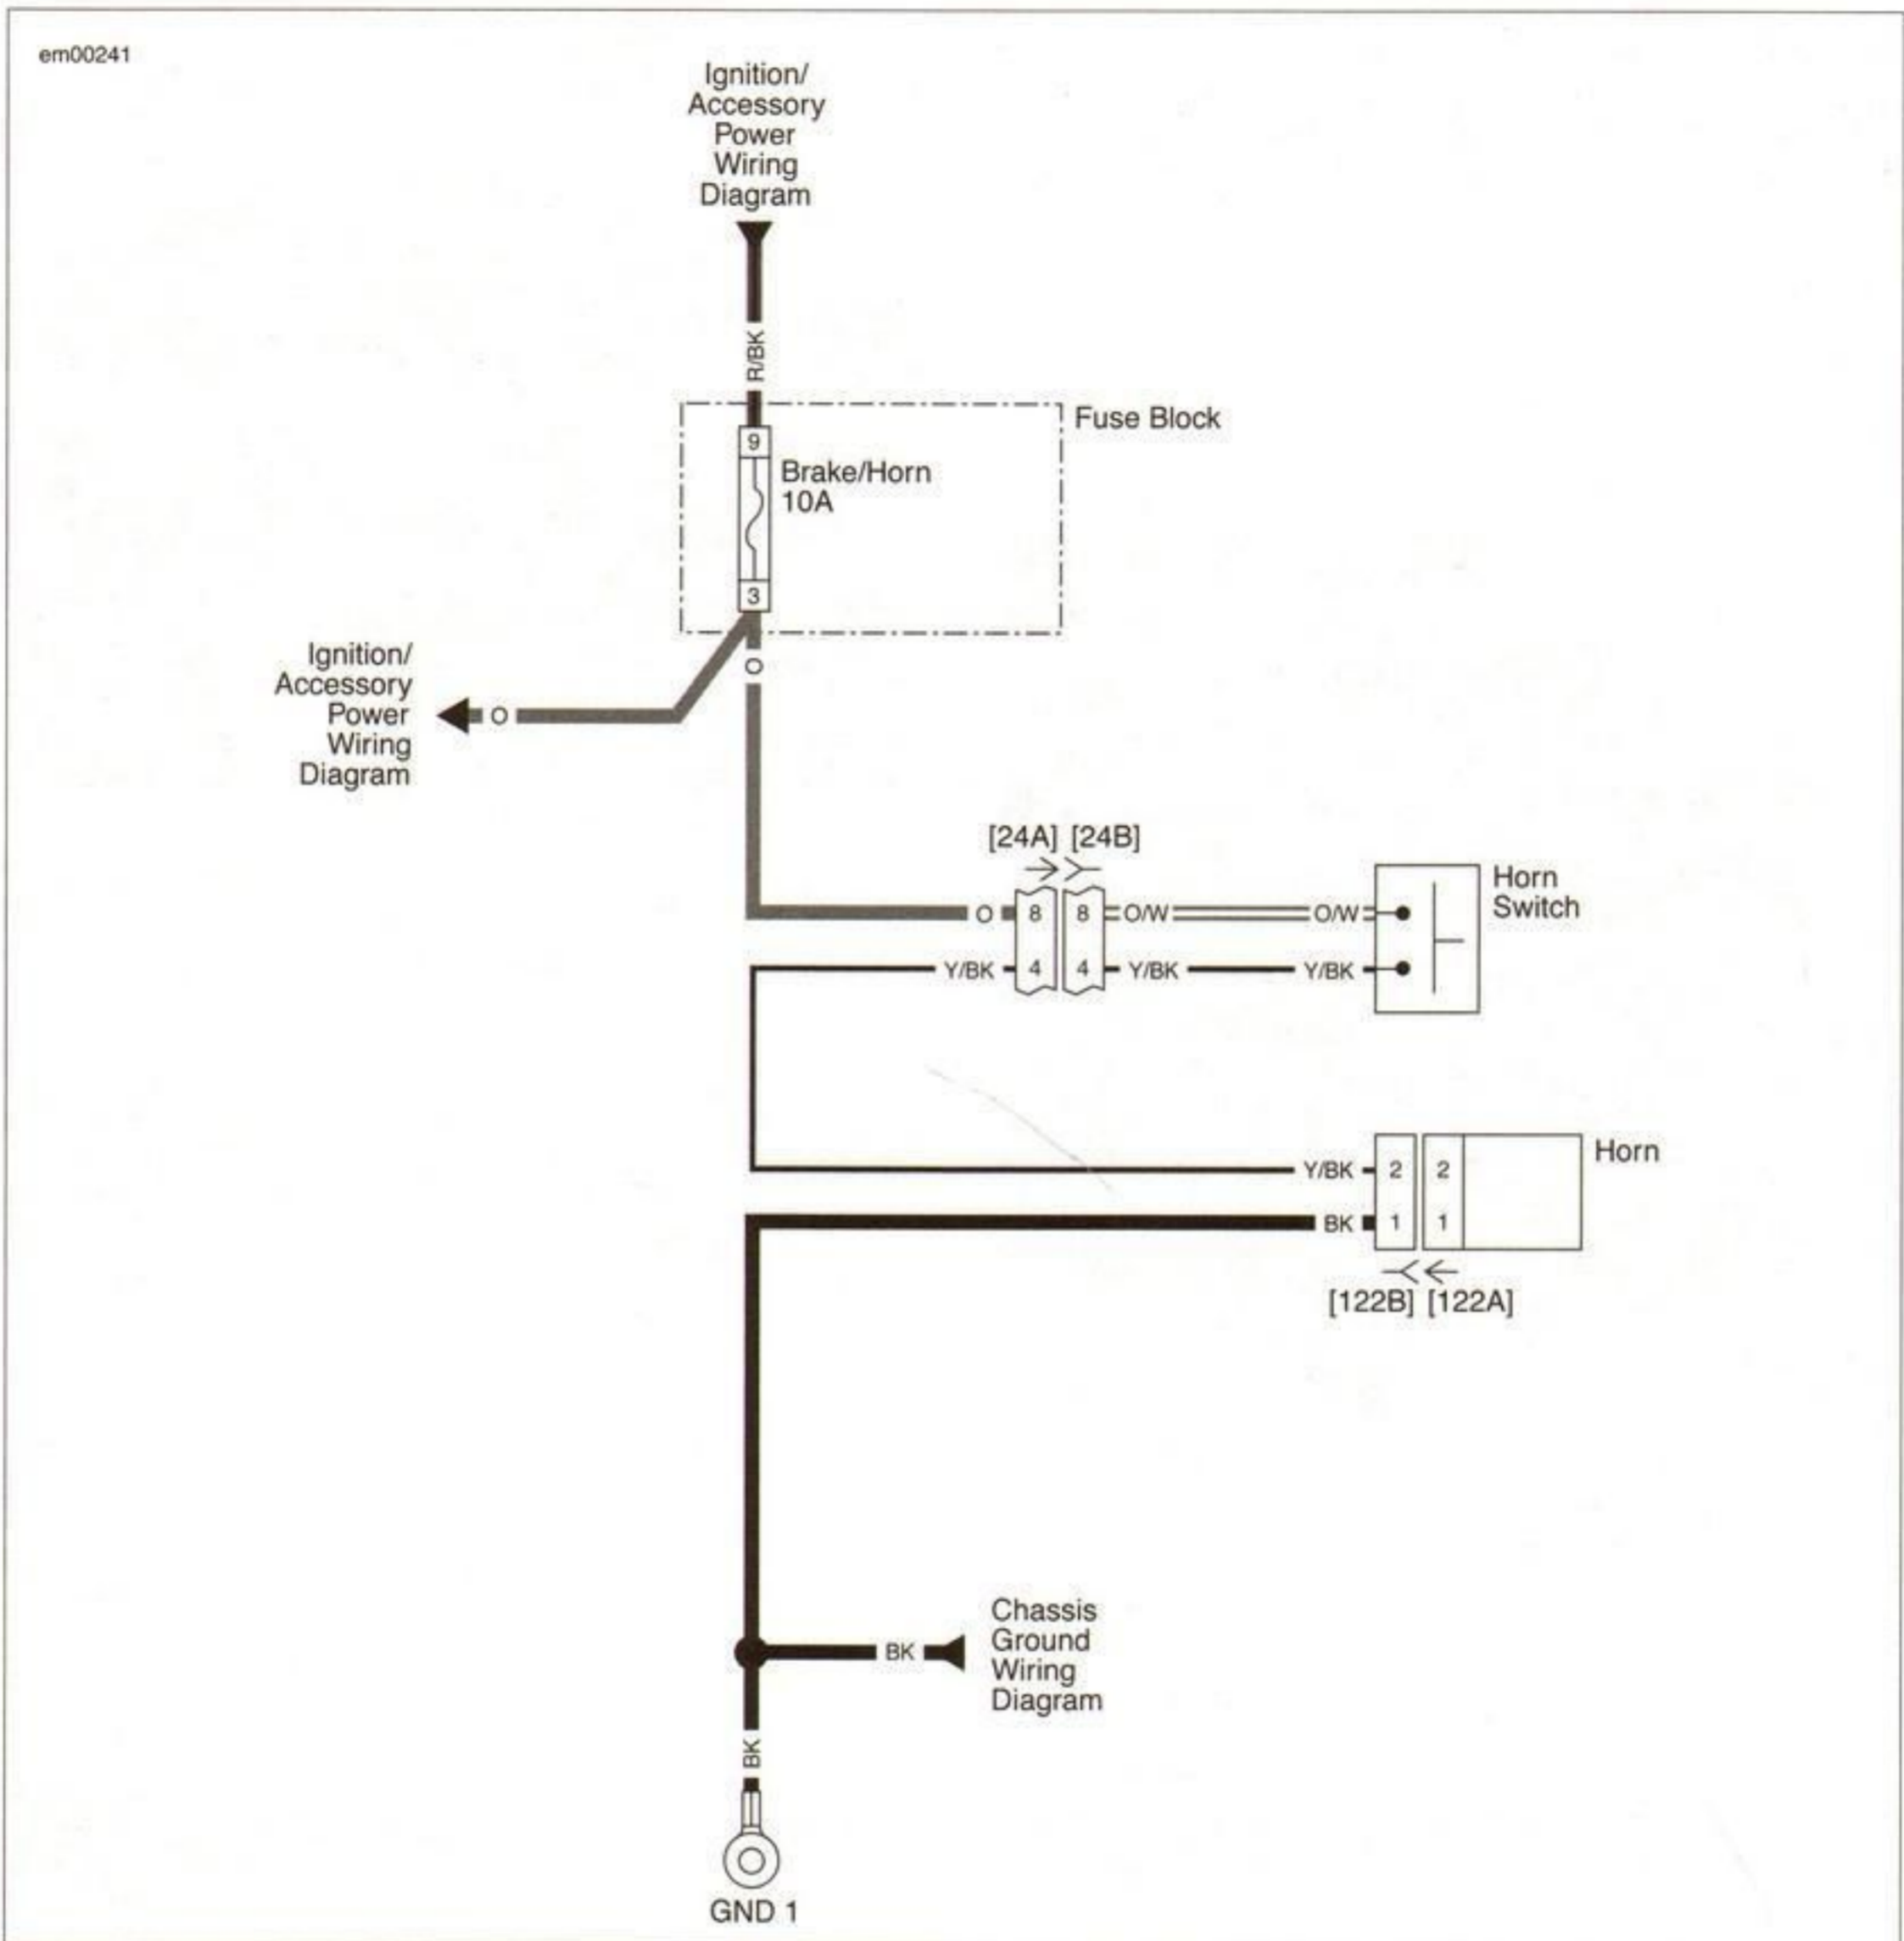 em00241
Ignition/
Accessory
Power
Wiring
Diagram
R/BK
Fuse Block
9
Brake/Horn
10A
3
O
Ignition/
Accessory
Power
Wiring
Diagram
O
[24A] [24B]
O 8 8 O/W O/W
Horn
Switch
Y/BK 4 4 Y/BK Y/BK
Y/BK 2 2
Horn
BK 1 1
[122B] [122A]
BK
Chassis
Ground
Wiring
Diagram
BK
GND 1